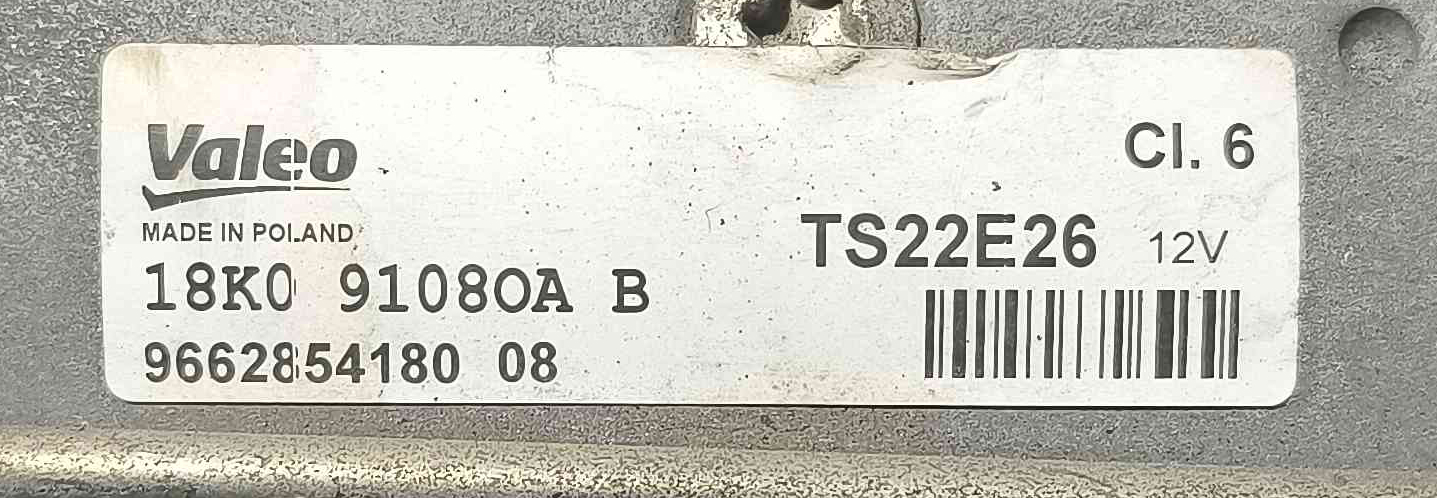 Valeo
Cl. 6
MADE IN POLAND
TS22E26 12V
18K0 91080A B
9662854180 08